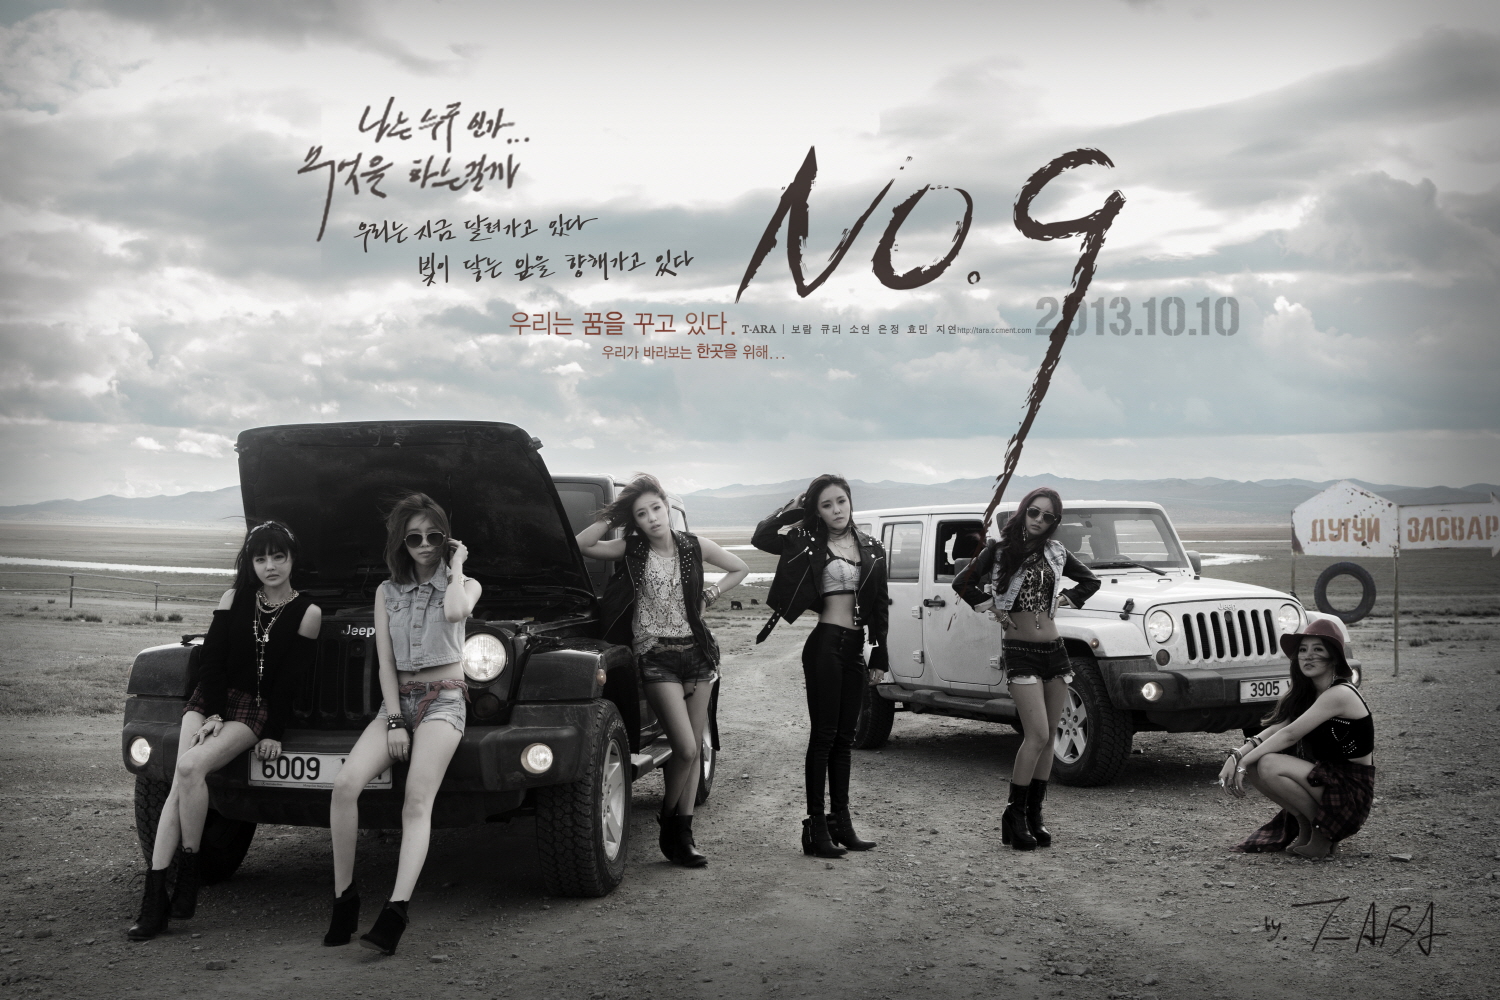 나는 누구 인가...
무엇을 하는걸까
우리는 지금 달려가고 있다
빛이 닿는 앞을 향해가고 있다
NO.9
우리는 꿈을 꾸고 있다.
T-ARA | 보람 큐리 소연 은정 효민 지연 http://tara.ccment.com
2013.10.10
우리가 바라보는 한곳을 위해...
ДУГУЙ ЗАСВАР
Jeep
Jeep
6009
3905
by. T-ARA